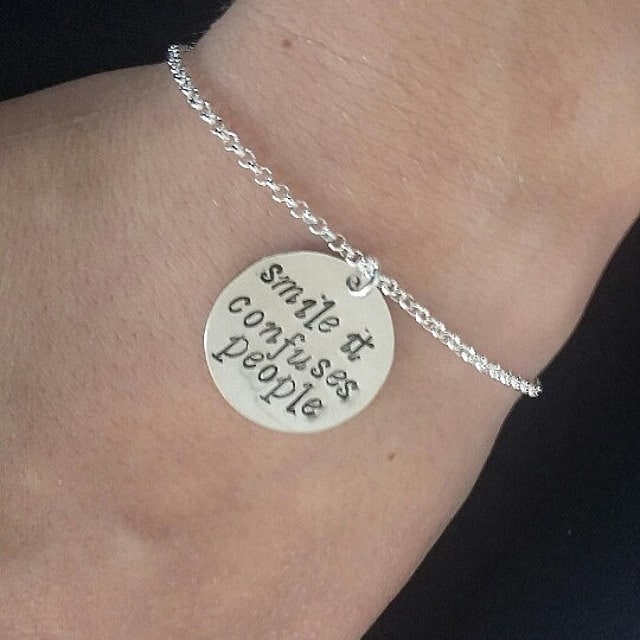 smile it
confuses
people